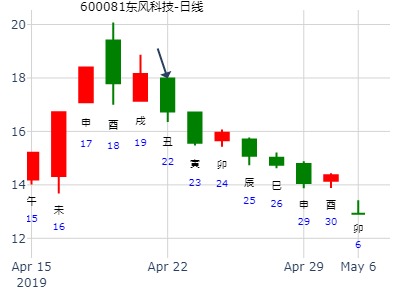 600081东风科技-日线
20
18
16
14
12
午
15
未
16
申
17
酉
18
戌
19
丑
22
寅
23
卯
24
辰
25
巳
26
申
29
酉
30
卯
6
Apr 15
2019
Apr 22
Apr 29
May 6